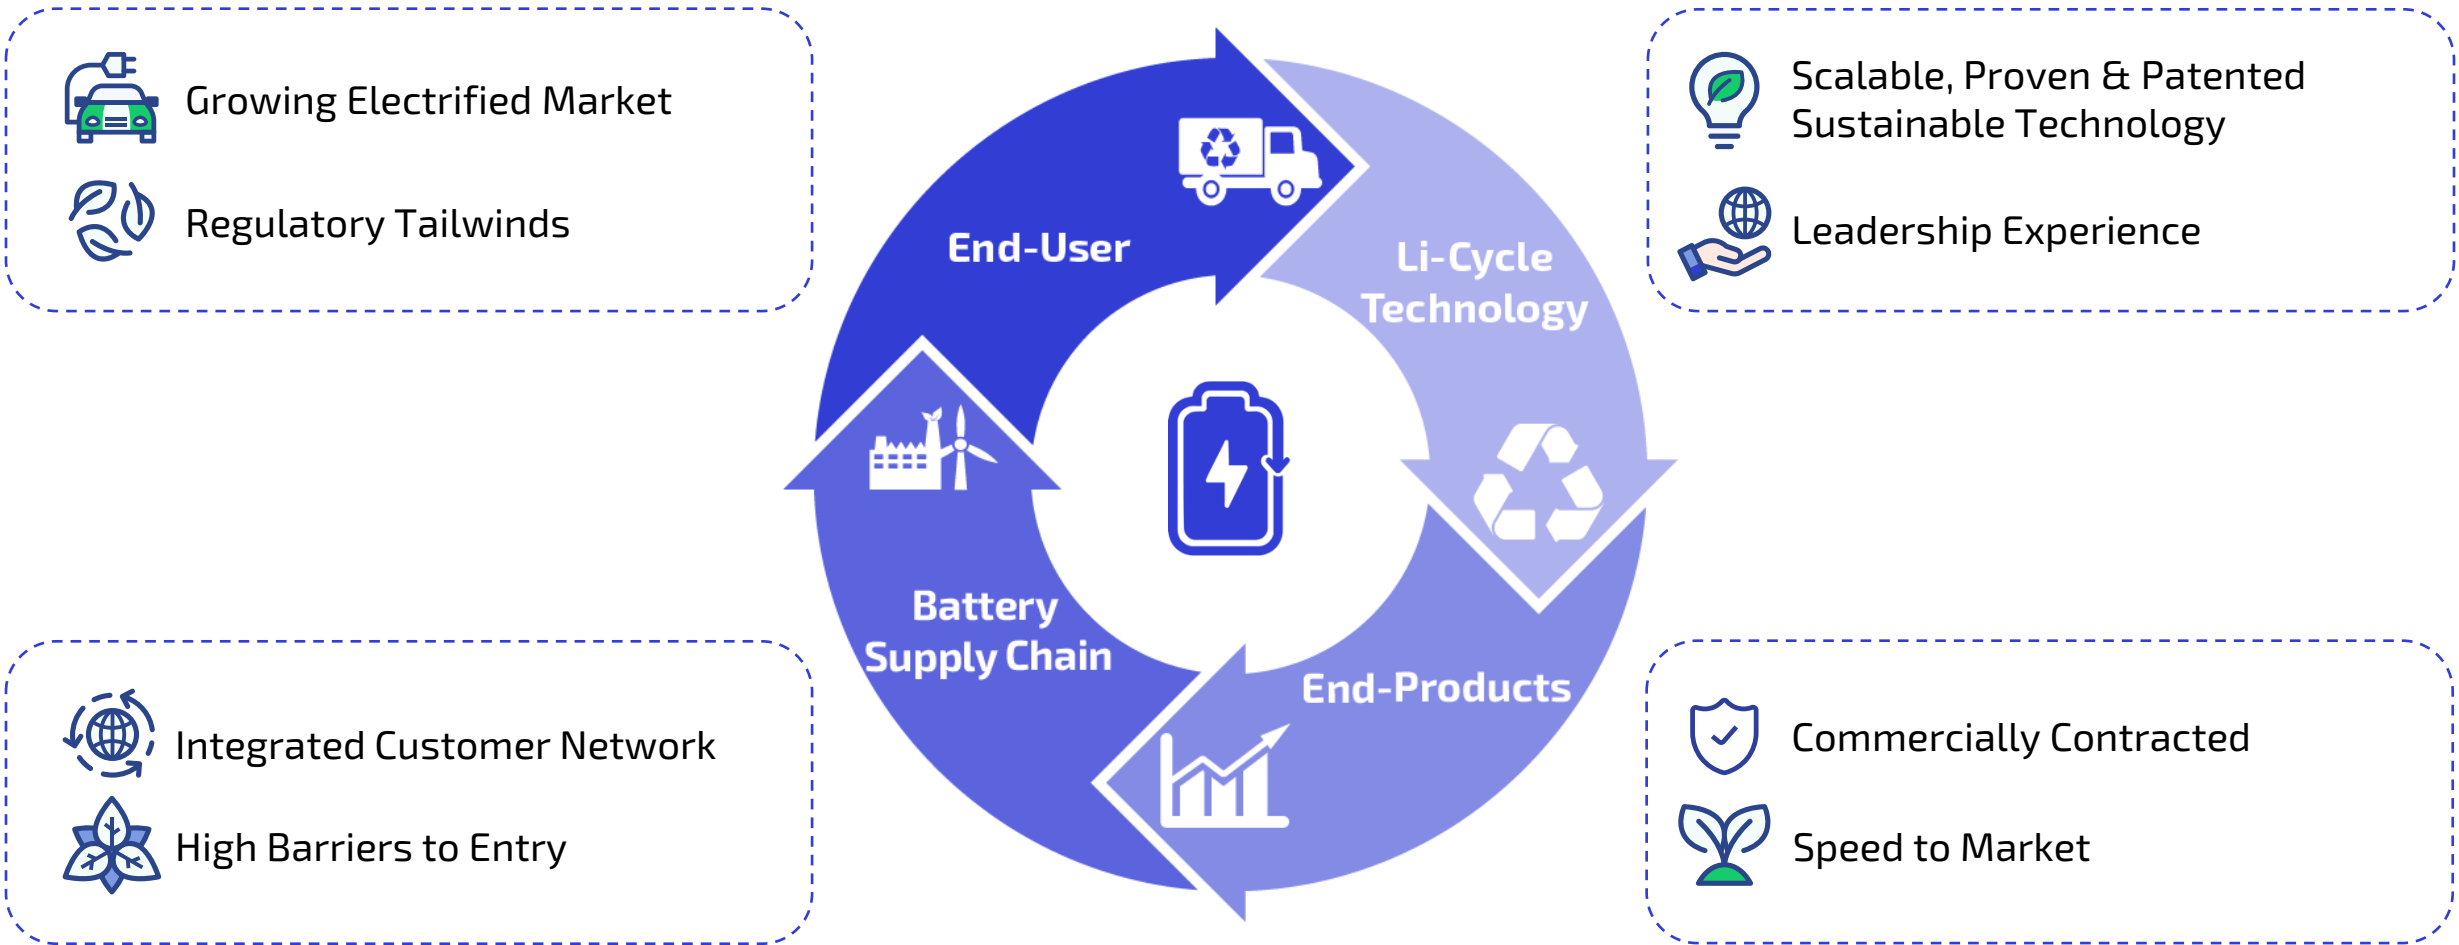 Growing Electrified Market
Regulatory Tailwinds
Scalable, Proven & Patented
Sustainable Technology
Leadership Experience
End-User
Li-Cycle
Technology
Battery
Supply Chain
End-Products
Integrated Customer Network
High Barriers to Entry
Commercially Contracted
Speed to Market